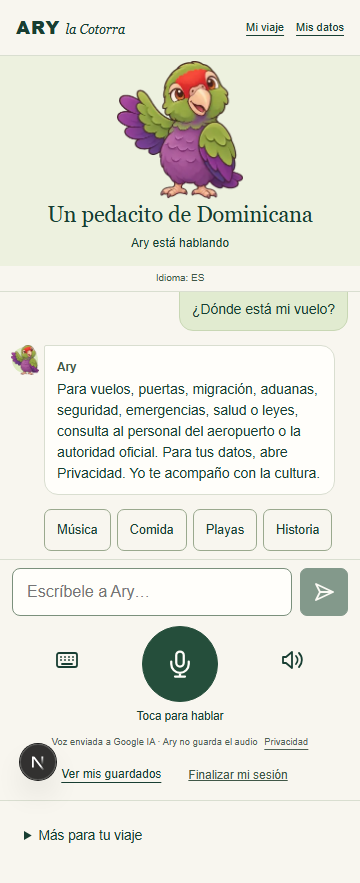 ARY la Cotorra
Mi viaje Mis datos
Un pedacito de Dominicana
Ary está hablando
Idioma: ES
¿Dónde está mi vuelo?
Ary
Para vuelos, puertas, migración, aduanas,
seguridad, emergencias, salud o leyes,
consulta al personal del aeropuerto o la
autoridad oficial. Para tus datos, abre
Privacidad. Yo te acompaño con la cultura.
Música Comida Playas Historia
Escríbele a Ary...
Toca para hablar
Voz enviada a Google IA · Ary no guarda el audio Privacidad
N
Ver mis guardados Finalizar mi sesión
Más para tu viaje